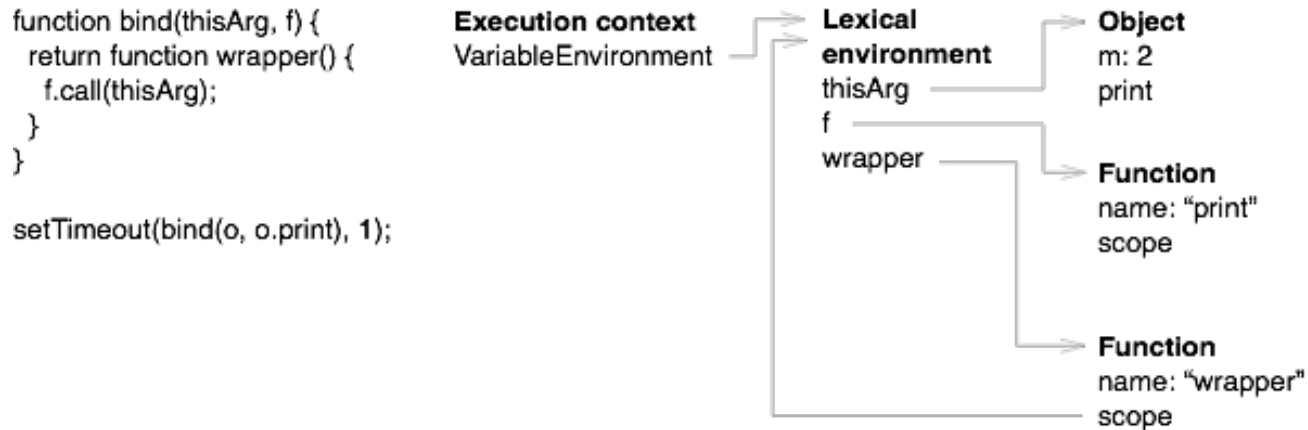 function bind(thisArg, f) {
return function wrapper() {
f.call(thisArg);
}
}
setTimeout(bind(o, o.print), 1);
Execution context
VariableEnvironment
Lexical
environment
thisArg
f
wrapper
Object
m: 2
print
Function
name: “print"
scope
Function
name: “wrapper"
scope